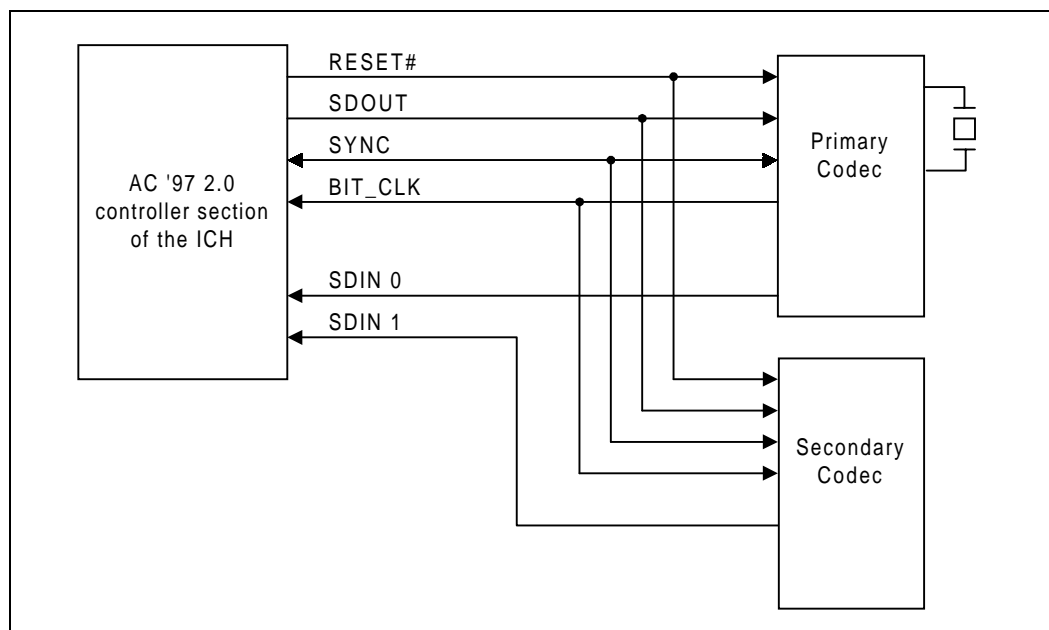 RESET#
SDOUT
SYNC
BIT_CLK
SDIN 0
SDIN 1
AC '97 2.0
controller section
of the ICH
Primary
Codec
Secondary
Codec